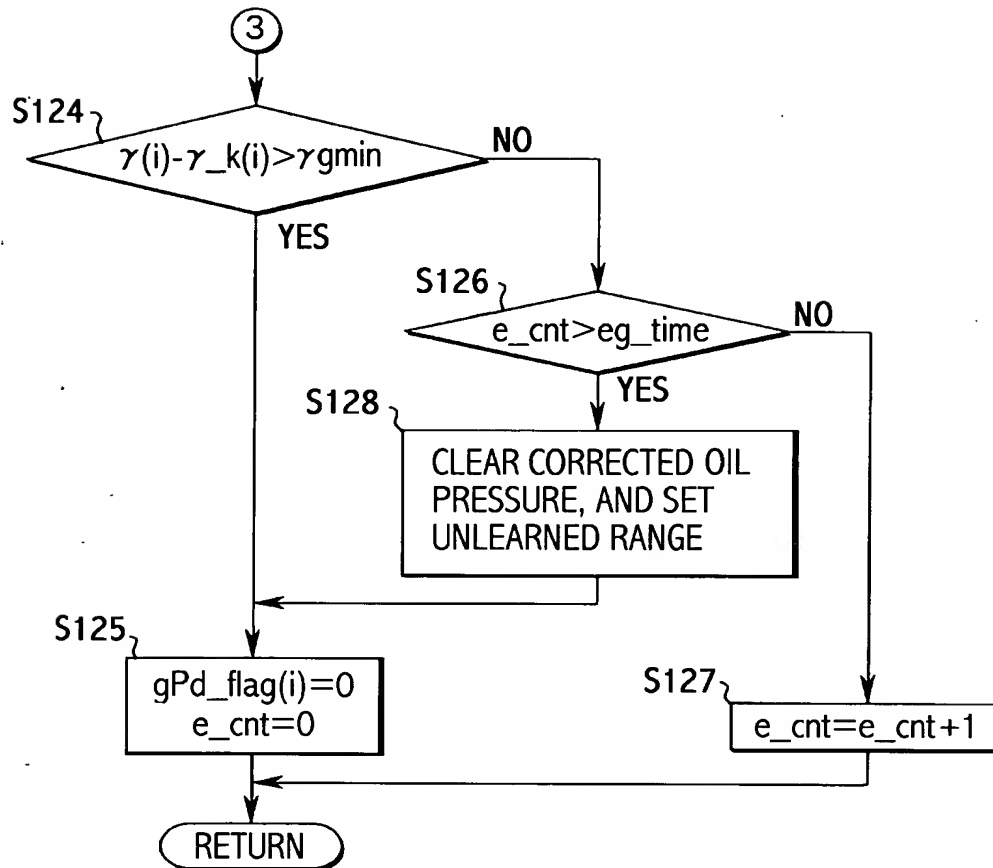 3
S124
γ(i)-γ_k(i)>γgmin
NO
YES
S126
e_cnt>eg_time
NO
YES
S128
CLEAR CORRECTED OIL
PRESSURE, AND SET
UNLEARNED RANGE
S125
gPd_flag(i)=0
e_cnt=0
S127
e_cnt=e_cnt+1
RETURN